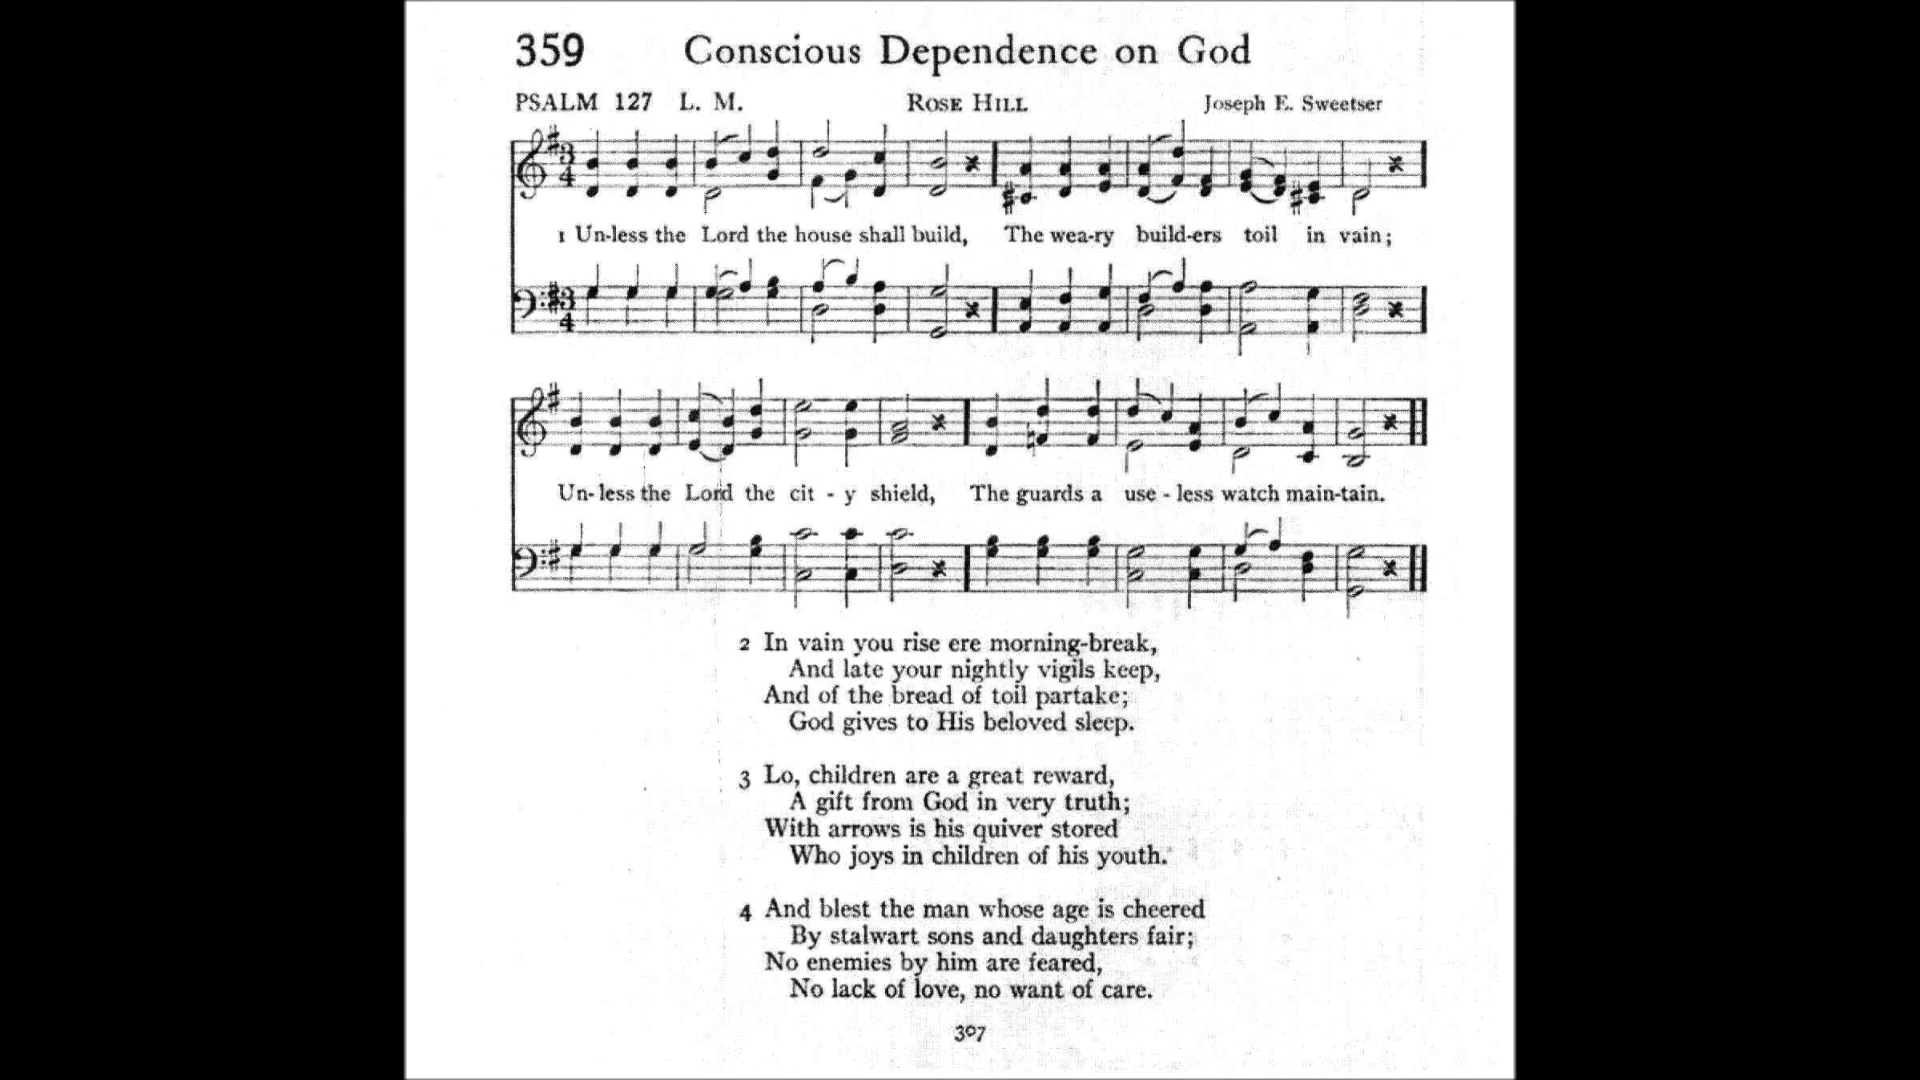 359 Conscious Dependence on God
PSALM 127 L. M. ROSE HILL Joseph E. Sweetser
3 4
1 Un-less the Lord the house shall build, The wea-ry build-ers toil in vain;
3 4
Un-less the Lord the cit - y shield, The guards a use - less watch main-tain.
2 In vain you rise ere morning-break,
And late your nightly vigils keep,
And of the bread of toil partake;
God gives to His beloved sleep.
3 Lo, children are a great reward,
A gift from God in very truth;
With arrows is his quiver stored
Who joys in children of his youth.
4 And blest the man whose age is cheered
By stalwart sons and daughters fair;
No enemies by him are feared,
No lack of love, no want of care.
307